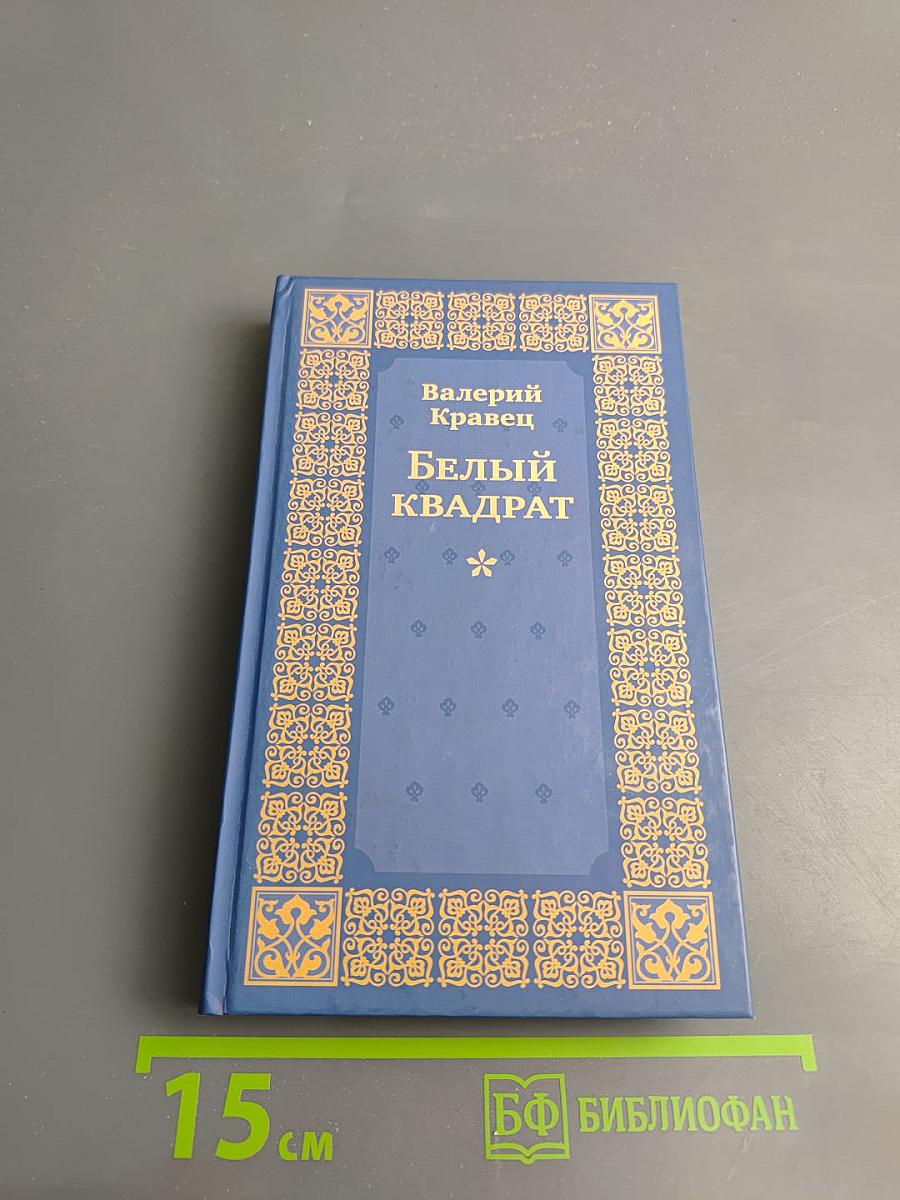 Валерий
Кравец
Белый
квадрат
15 см
БФ БИБЛИОФАН